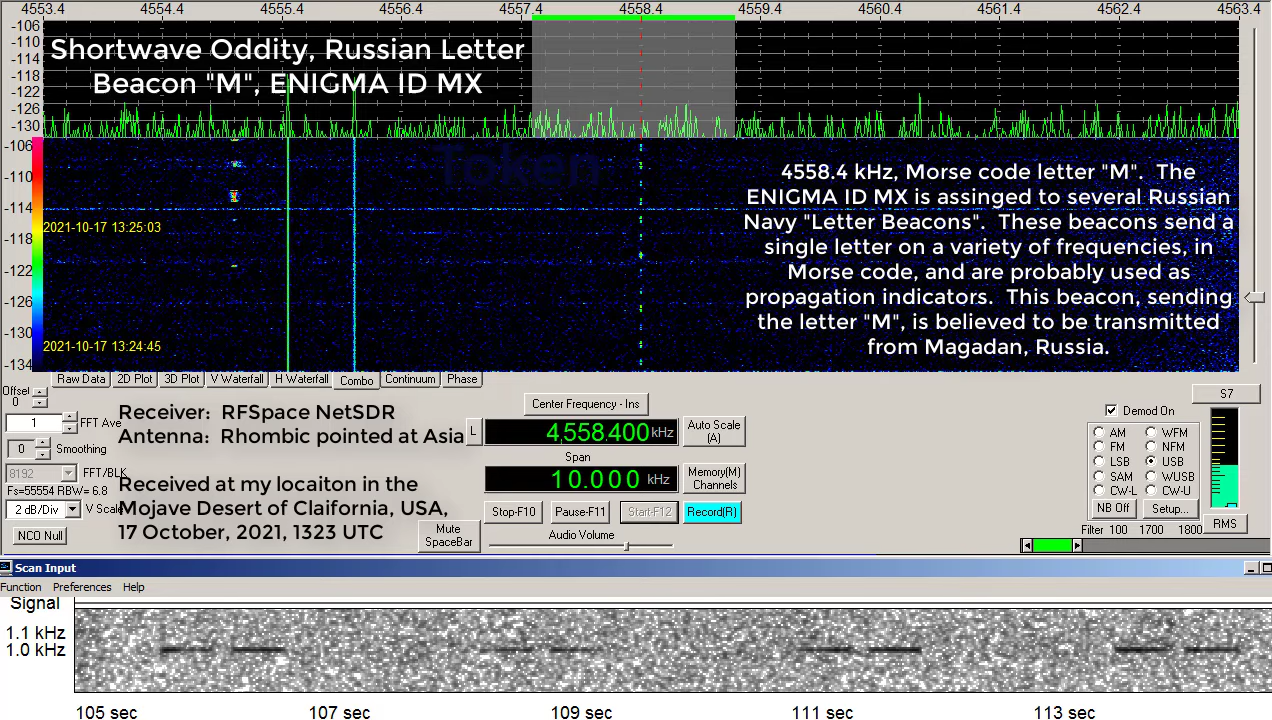 4553.4 4554.4 4555.4 4556.4 4557.4 4558.4 4559.4 4560.4 4561.4 4562.4 4563.4
-106
-110
-114
-118
-122
-126
-130
Shortwave Oddity, Russian Letter
Beacon "M", ENIGMA ID MX
-106
-110
-114
-118
-122
-126
-130
-134
Token
2021-10-17 13:25:03
2021-10-17 13:24:45
4558.4 kHz, Morse code letter "M". The
ENIGMA ID MX is assinged to several Russian
Navy "Letter Beacons". These beacons send a
single letter on a variety of frequencies, in
Morse code, and are probably used as
propagation indicators. This beacon, sending
the letter "M", is believed to be transmitted
from Magadan, Russia.
Raw Data 2D Plot 3D Plot V Waterfall H Waterfall Combo Continuum Phase
Offset
0
1 FFT Ave
0 Smoothing
8192 FFT/BLK
Fs=55554 RBW= 6.8
2 dB/Div V Scale
NCO Null
Receiver: RFSpace NetSDR
Antenna: Rhombic pointed at Asia
Received at my locaiton in the
Mojave Desert of Claifornia, USA,
17 October, 2021, 1323 UTC
Mute
SpaceBar
Center Frequency - Ins
L 4,558.400 kHz
Auto Scale
(A)
Span
10.000 kHz
Memory(M)
Channels
Stop-F10 Pause-F11 Start-F12 Record(R)
Audio Volume
S7
Demod On
AM WFM
FM NFM
LSB USB
SAM WUSB
CW-L CW-U
NB Off Setup...
Filter 100 1700 1800
RMS
Scan Input
Function Preferences Help
Signal
1.1 kHz
1.0 kHz
105 sec 107 sec 109 sec 111 sec 113 sec